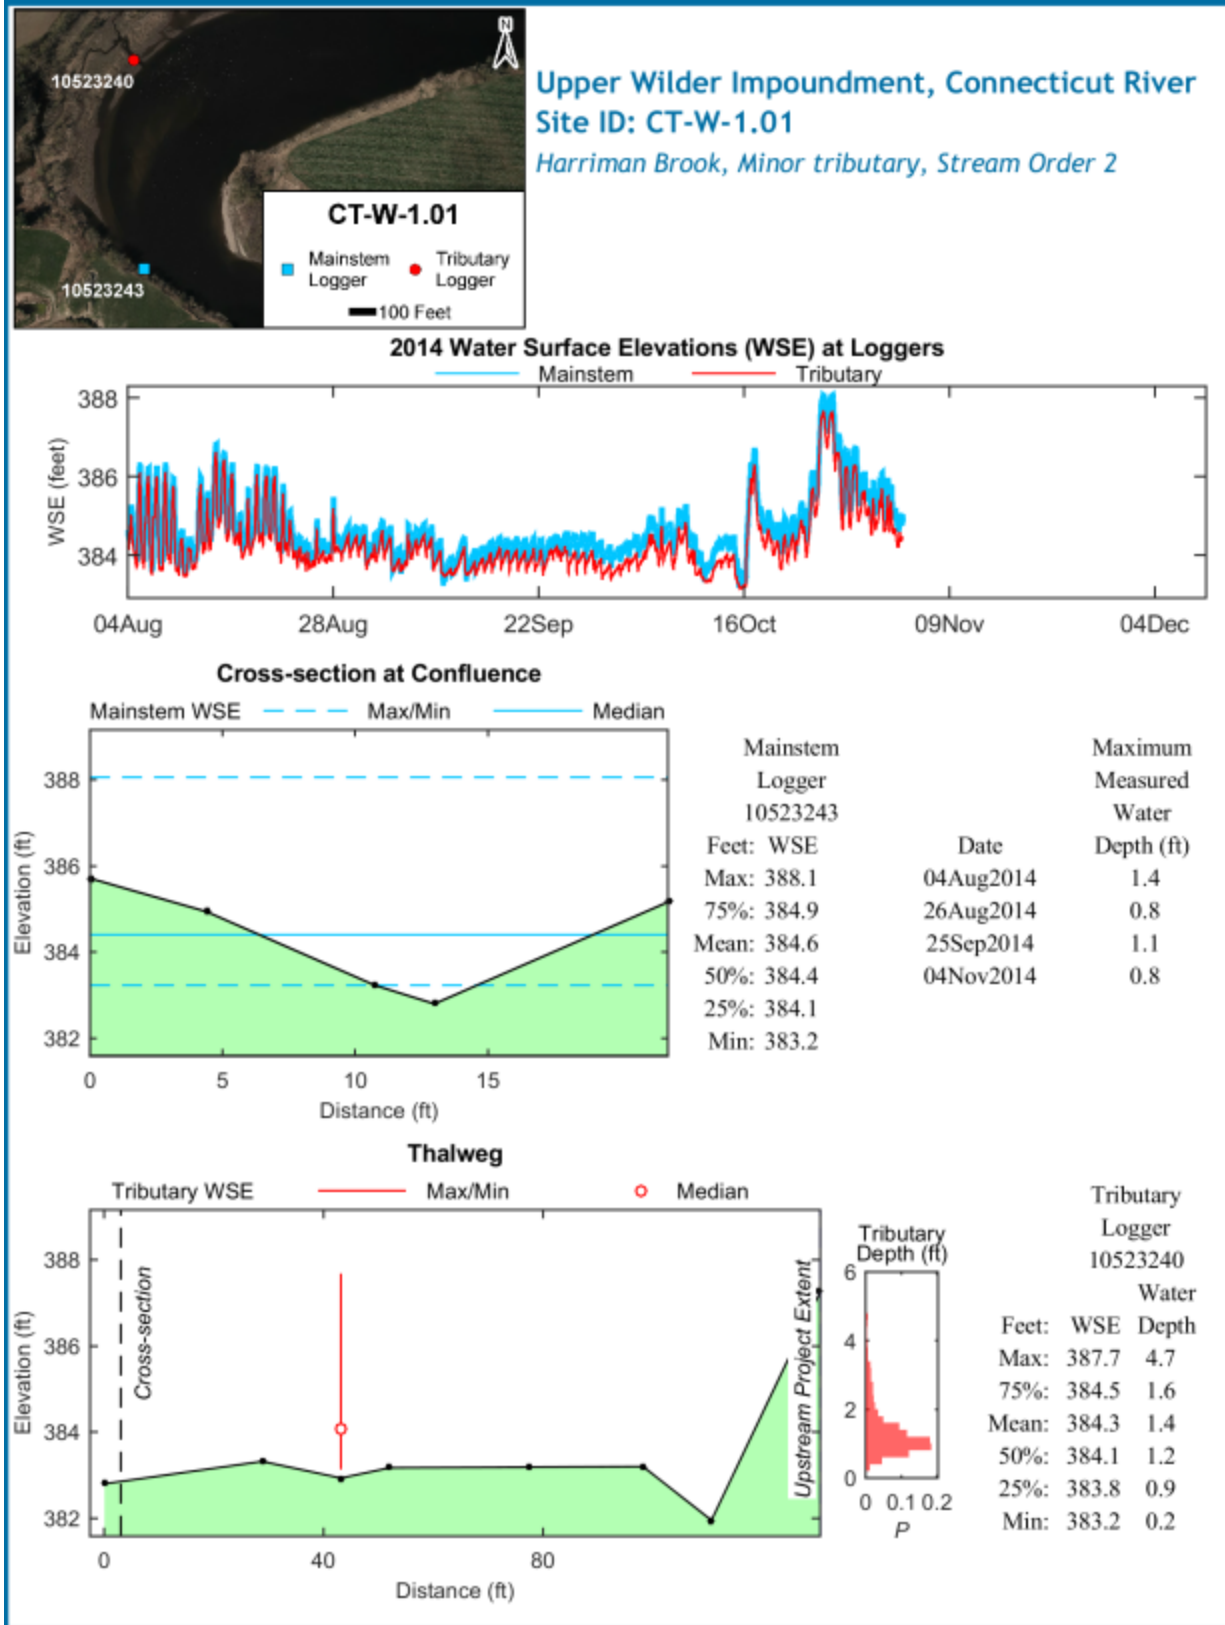 N
10523240
10523243
CT-W-1.01
Mainstem Logger
Tributary Logger
100 Feet
Upper Wilder Impoundment, Connecticut River
Site ID: CT-W-1.01
Harriman Brook, Minor tributary, Stream Order 2
2014 Water Surface Elevations (WSE) at Loggers
Mainstem Tributary
WSE (feet)
388
386
384
04Aug 28Aug 22Sep 16Oct 09Nov 04Dec
Cross-section at Confluence
Mainstem WSE Max/Min Median
Elevation (ft)
388
386
384
382
0 5 10 15
Distance (ft)
Mainstem
Logger
10523243
Feet: WSE
Max: 388.1
75%: 384.9
Mean: 384.6
50%: 384.4
25%: 384.1
Min: 383.2
Maximum
Measured
Water
Date Depth (ft)
04Aug2014 1.4
26Aug2014 0.8
25Sep2014 1.1
04Nov2014 0.8
Thalweg
Tributary WSE Max/Min Median
Elevation (ft)
388
386
384
382
Cross-section
Upstream Project Extent
0 40 80
Distance (ft)
Tributary
Depth (ft)
6
4
2
0
0 0.1 0.2
P
Tributary
Logger
10523240
Water
Feet: WSE Depth
Max: 387.7 4.7
75%: 384.5 1.6
Mean: 384.3 1.4
50%: 384.1 1.2
25%: 383.8 0.9
Min: 383.2 0.2